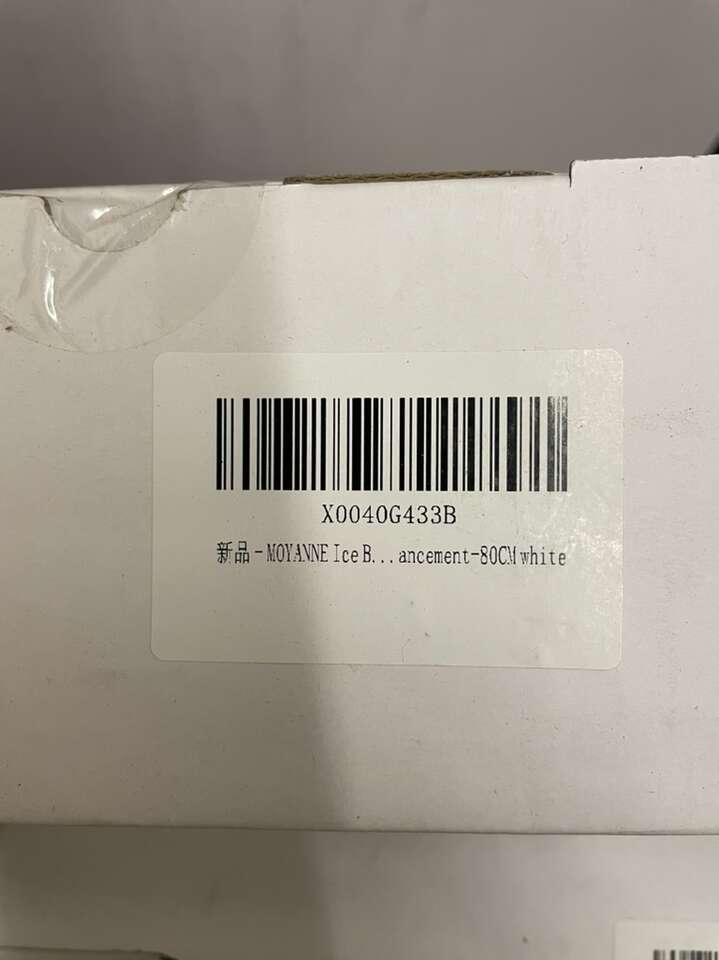 X0040G433B
新品 - MOYANNE Ice B... ancement-80CM white